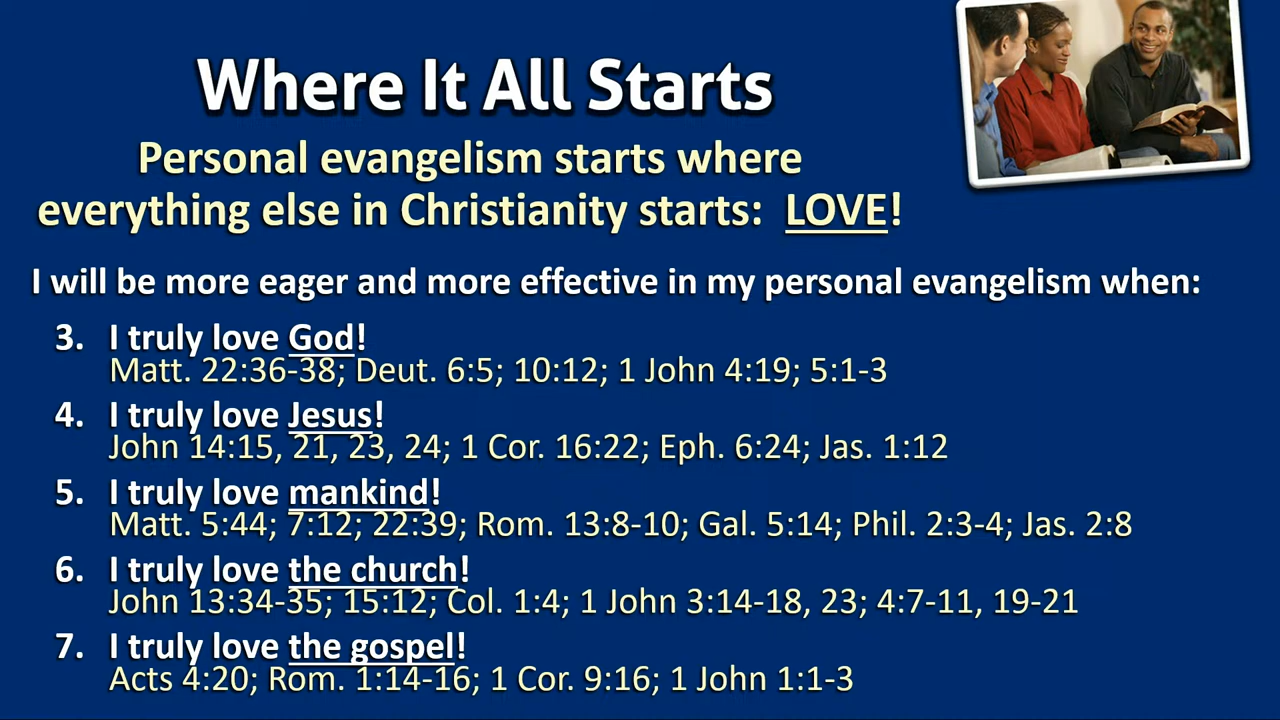 Where It All Starts
Personal evangelism starts where
everything else in Christianity starts: LOVE!
I will be more eager and more effective in my personal evangelism when:
3. I truly love God!
Matt. 22:36-38; Deut. 6:5; 10:12; 1 John 4:19; 5:1-3
4. I truly love Jesus!
John 14:15, 21, 23, 24; 1 Cor. 16:22; Eph. 6:24; Jas. 1:12
5. I truly love mankind!
Matt. 5:44; 7:12; 22:39; Rom. 13:8-10; Gal. 5:14; Phil. 2:3-4; Jas. 2:8
6. I truly love the church!
John 13:34-35; 15:12; Col. 1:4; 1 John 3:14-18, 23; 4:7-11, 19-21
7. I truly love the gospel!
Acts 4:20; Rom. 1:14-16; 1 Cor. 9:16; 1 John 1:1-3